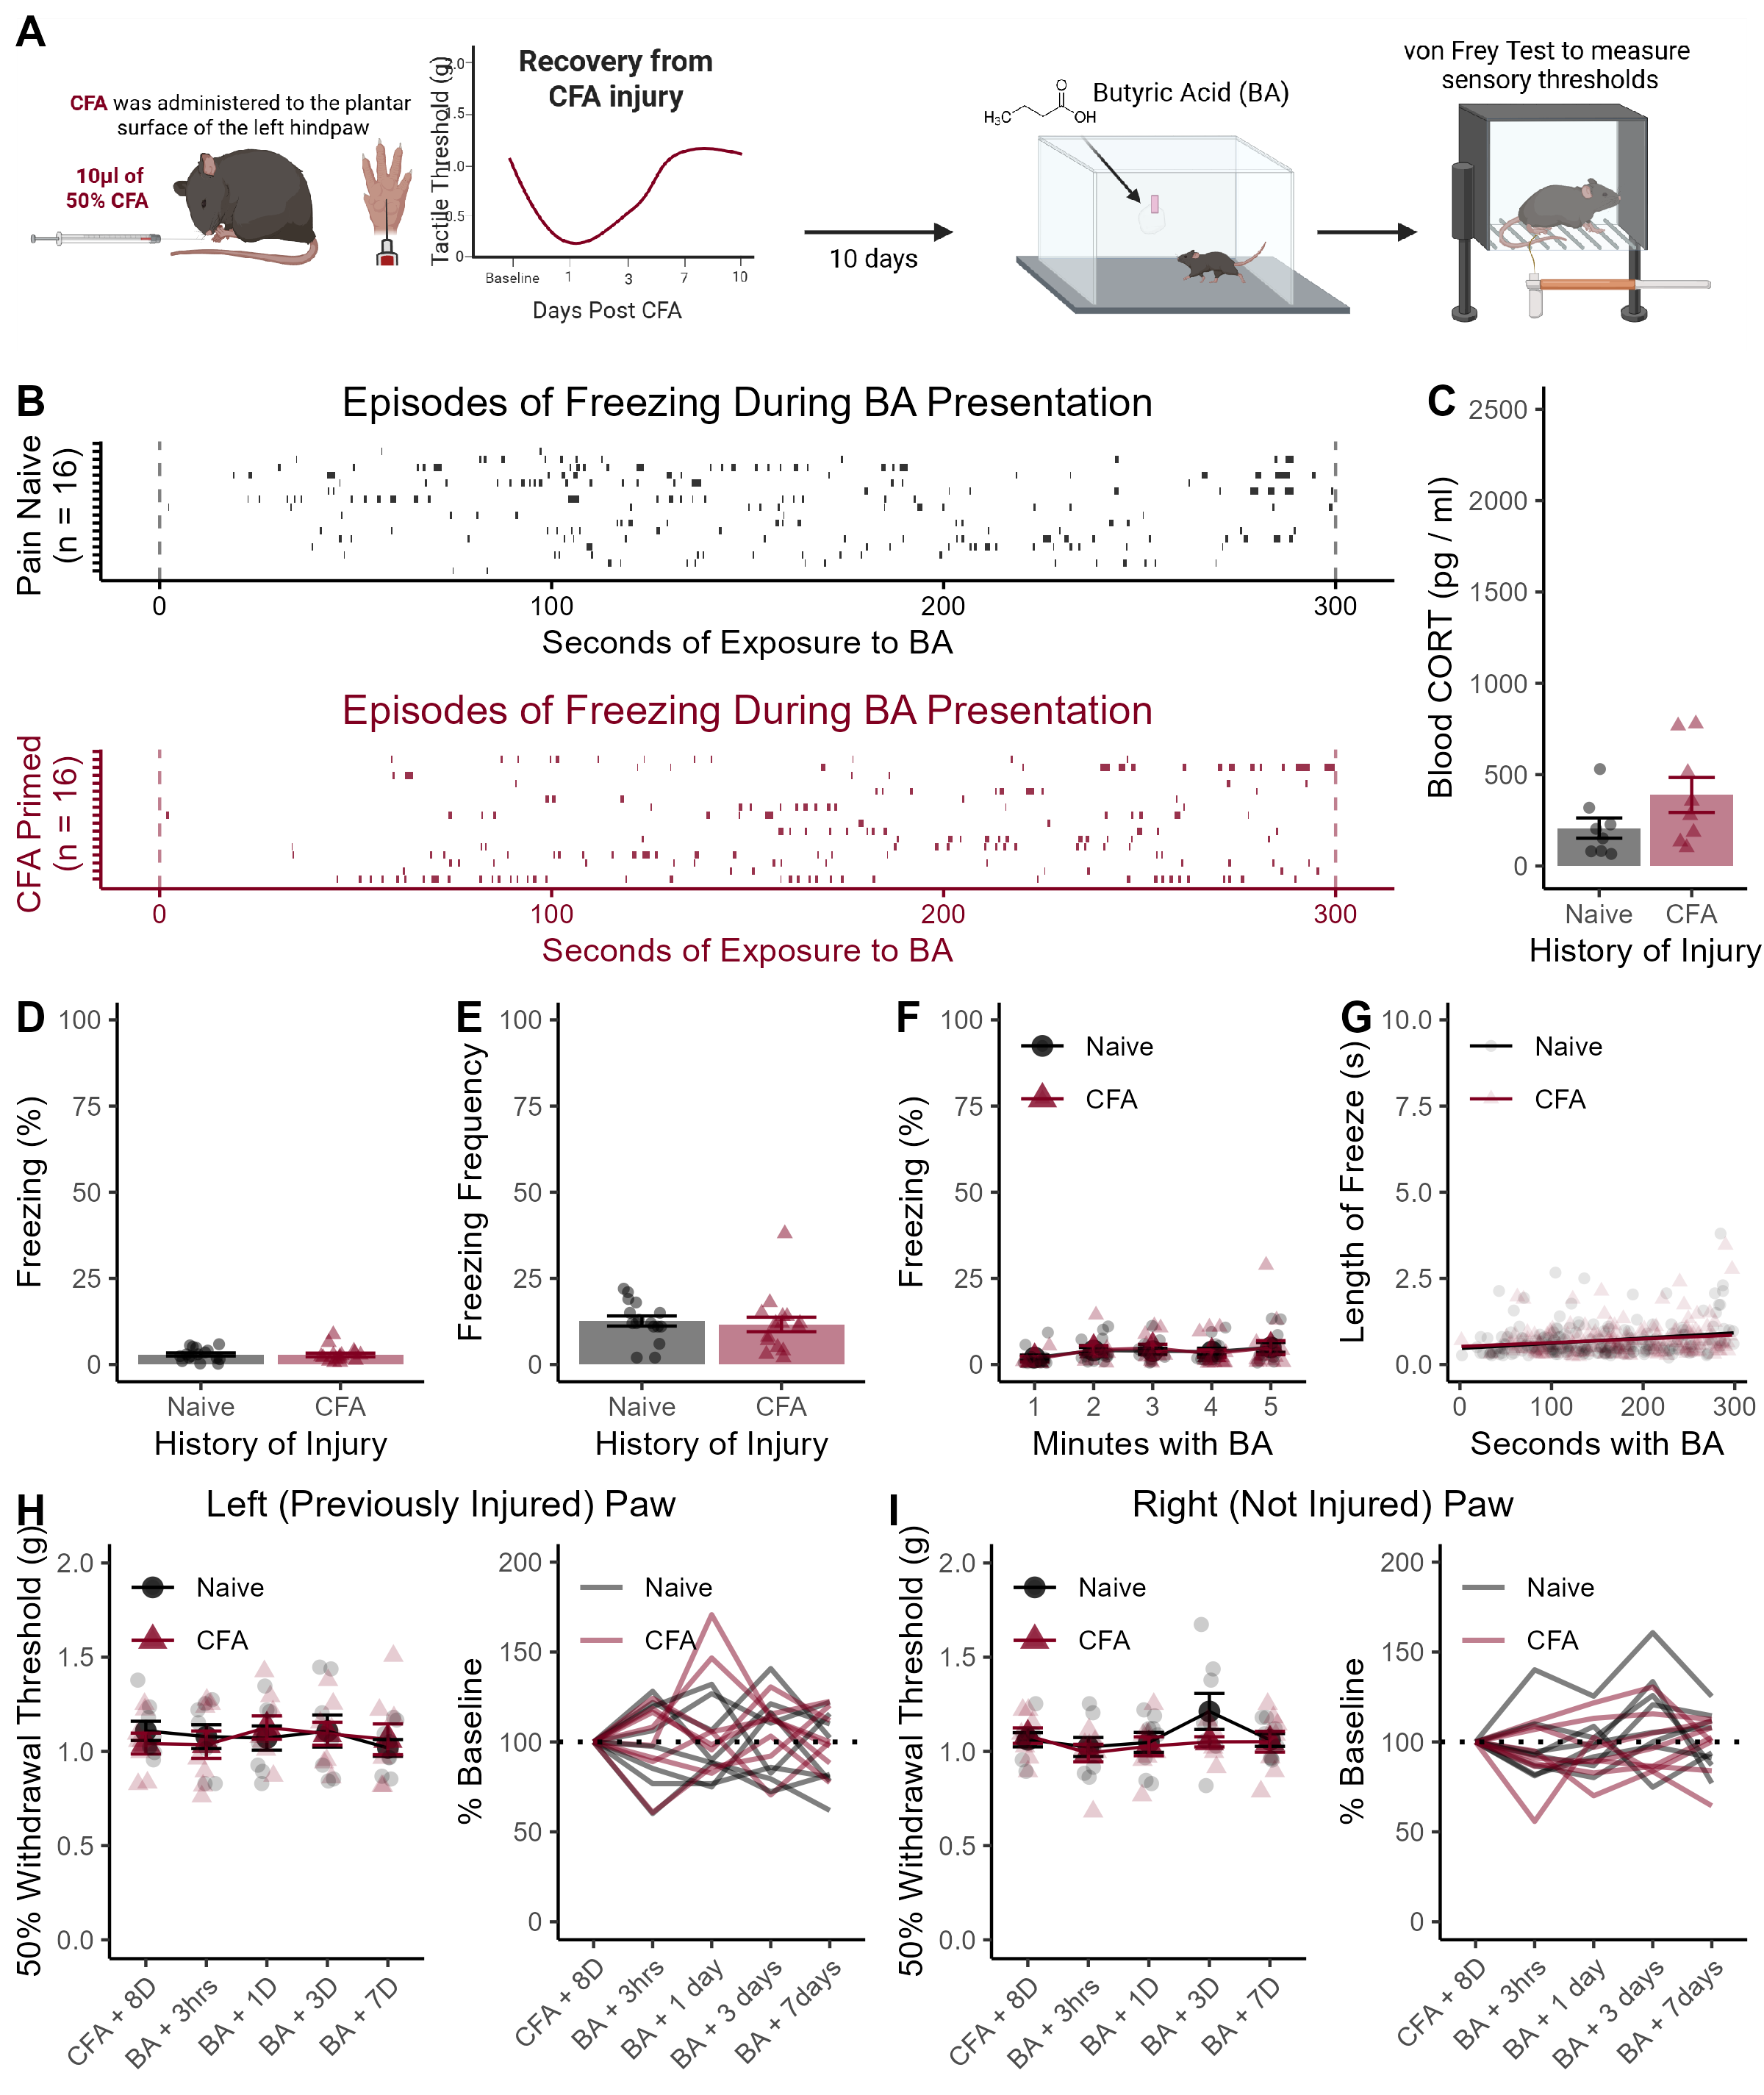 A
CFA was administered to the plantar
surface of the left hindpaw
10µl of
50% CFA
Recovery from
CFA injury
Tactile Threshold (g)
2.0
1.5
1.0
0.5
0
Baseline 1 3 7 10
Days Post CFA
10 days
Butyric Acid (BA)
H₃C
O
OH
von Frey Test to measure
sensory thresholds
B
Episodes of Freezing During BA Presentation
Pain Naive
(n = 16)
0 100 200 300
Seconds of Exposure to BA
Episodes of Freezing During BA Presentation
CFA Primed
(n = 16)
0 100 200 300
Seconds of Exposure to BA
C
Blood CORT (pg / ml)
2500
2000
1500
1000
500
0
Naive CFA
History of Injury
D
Freezing (%)
100
75
50
25
0
Naive CFA
History of Injury
E
Freezing Frequency
100
75
50
25
0
Naive CFA
History of Injury
F
Freezing (%)
100
75
50
25
0
Naive
CFA
1 2 3 4 5
Minutes with BA
G
Length of Freeze (s)
10.0
7.5
5.0
2.5
0.0
Naive
CFA
0 100 200 300
Seconds with BA
H
Left (Previously Injured) Paw
50% Withdrawal Threshold (g)
2.0
1.5
1.0
0.5
0.0
Naive
CFA
CFA + 8D
BA + 3hrs
BA + 1D
BA + 3D
BA + 7D
% Baseline
200
150
100
50
0
Naive
CFA
CFA + 8D
BA + 3hrs
BA + 1 day
BA + 3 days
BA + 7days
I
Right (Not Injured) Paw
50% Withdrawal Threshold (g)
2.0
1.5
1.0
0.5
0.0
Naive
CFA
CFA + 8D
BA + 3hrs
BA + 1D
BA + 3D
BA + 7D
% Baseline
200
150
100
50
0
Naive
CFA
CFA + 8D
BA + 3hrs
BA + 1 day
BA + 3 days
BA + 7days